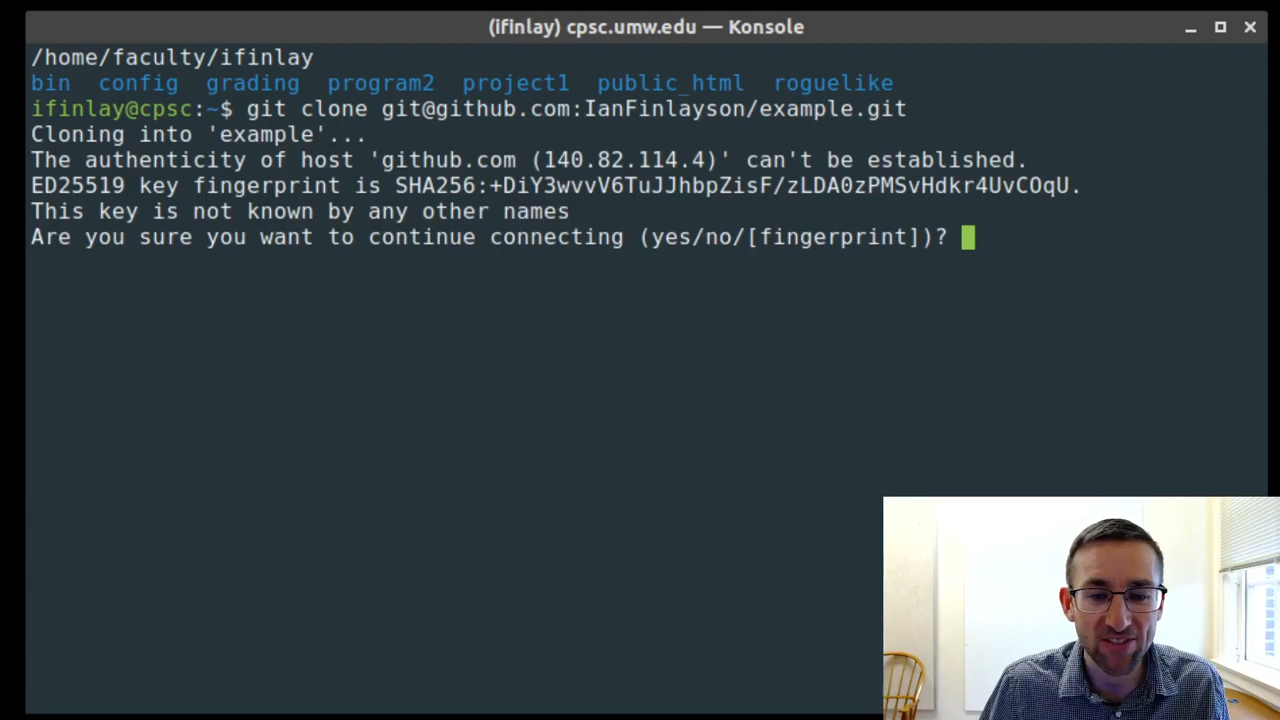 (ifinlay) cpsc.umw.edu — Konsole
/home/faculty/ifinlay
bin config grading program2 project1 public_html roguelike
ifinlay@cpsc:~$ git clone git@github.com:IanFinlayson/example.git
Cloning into 'example'...
The authenticity of host 'github.com (140.82.114.4)' can't be established.
ED25519 key fingerprint is SHA256:+DiY3wvvV6TuJJhbpZisF/zLDA0zPMSvHdkr4UvCOqU.
This key is not known by any other names
Are you sure you want to continue connecting (yes/no/[fingerprint])?